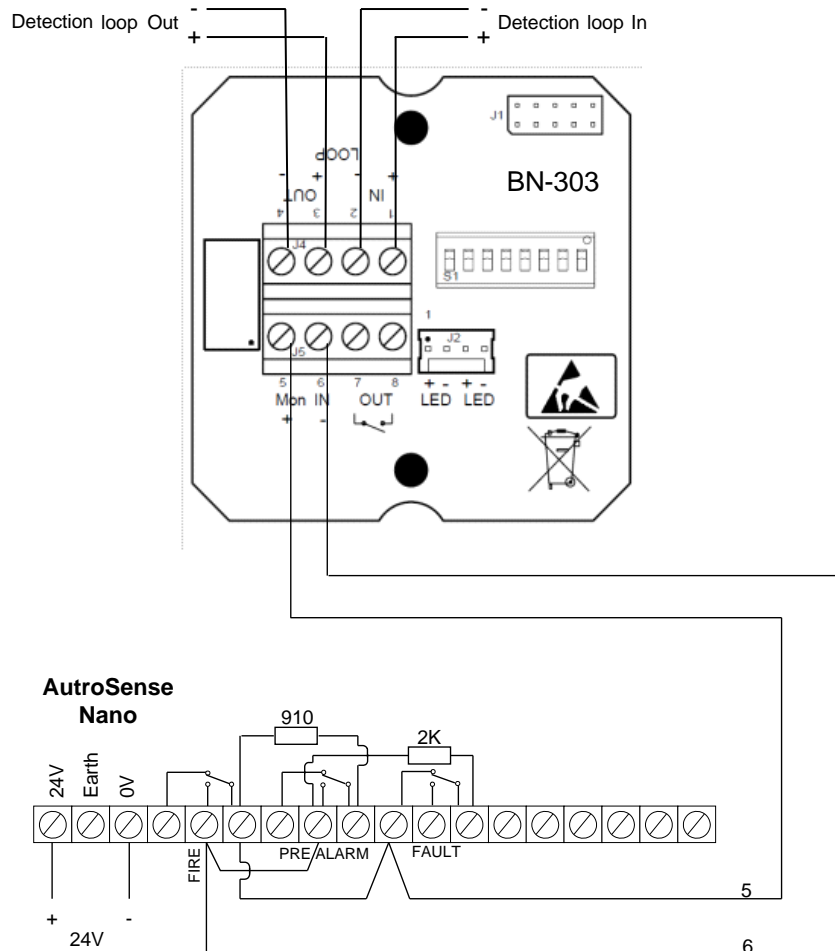 -
Detection loop Out
+
-
Detection loop In
+
J1
BN-303
LOOP
- + - +
OUT IN
4 3 2 1
J4
S1
1
J2
J5
5 6 7 8
Mon IN OUT
+ -
+ - + -
LED LED
AutroSense
Nano
910
2K
24V
Earth
0V
FIRE
PRE ALARM
FAULT
5
+ -
24V
6